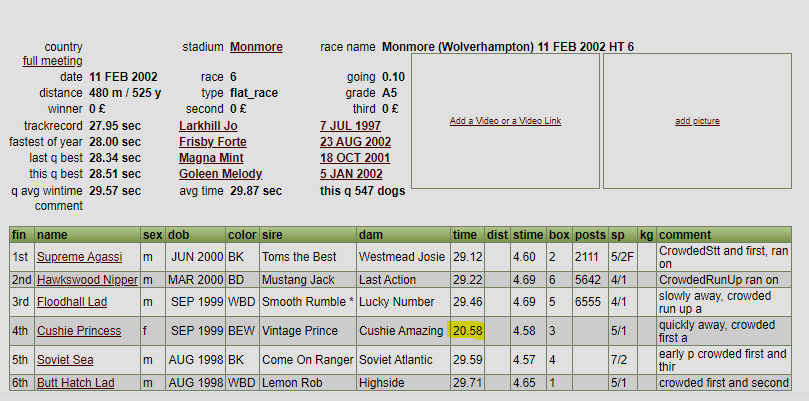 country stadium Monmore race name Monmore (Wolverhampton) 11 FEB 2002 HT 6
full meeting
date 11 FEB 2002 race 6 going 0.10
distance 480 m / 525 y type flat_race grade A5
winner 0 £ second 0 £ third 0 £
trackrecord 27.95 sec Larkhill Jo 7 JUL 1997
fastest of year 28.00 sec Frisby Forte 23 AUG 2002
last q best 28.34 sec Magna Mint 18 OCT 2001
this q best 28.51 sec Goleen Melody 5 JAN 2002
q avg wintime 29.57 sec avg time 29.87 sec this q 547 dogs
comment
Add a Video or a Video Link
add picture
fin name sex dob color sire dam time dist stime box posts sp kg comment
1st Supreme Agassi m JUN 2000 BK Toms the Best Westmead Josie 29.12 4.60 2 2111 5/2F CrowdedStt and first, ran
on
2nd Hawkswood Nipper m MAR 2000 BD Mustang Jack Last Action 29.22 4.69 6 5642 4/1 CrowdedRunUp ran on
3rd Floodhall Lad m SEP 1999 WBD Smooth Rumble * Lucky Number 29.46 4.69 5 6555 4/1 slowly away, crowded
run up a
4th Cushie Princess f SEP 1999 BEW Vintage Prince Cushie Amazing 20.58 4.58 3 5/1 quickly away, crowded
first a
5th Soviet Sea m AUG 1998 BK Come On Ranger Soviet Atlantic 29.59 4.57 4 7/2 early p crowded first and
thir
6th Butt Hatch Lad m AUG 1998 WBD Lemon Rob Highside 29.71 4.65 1 5/1 crowded first and second